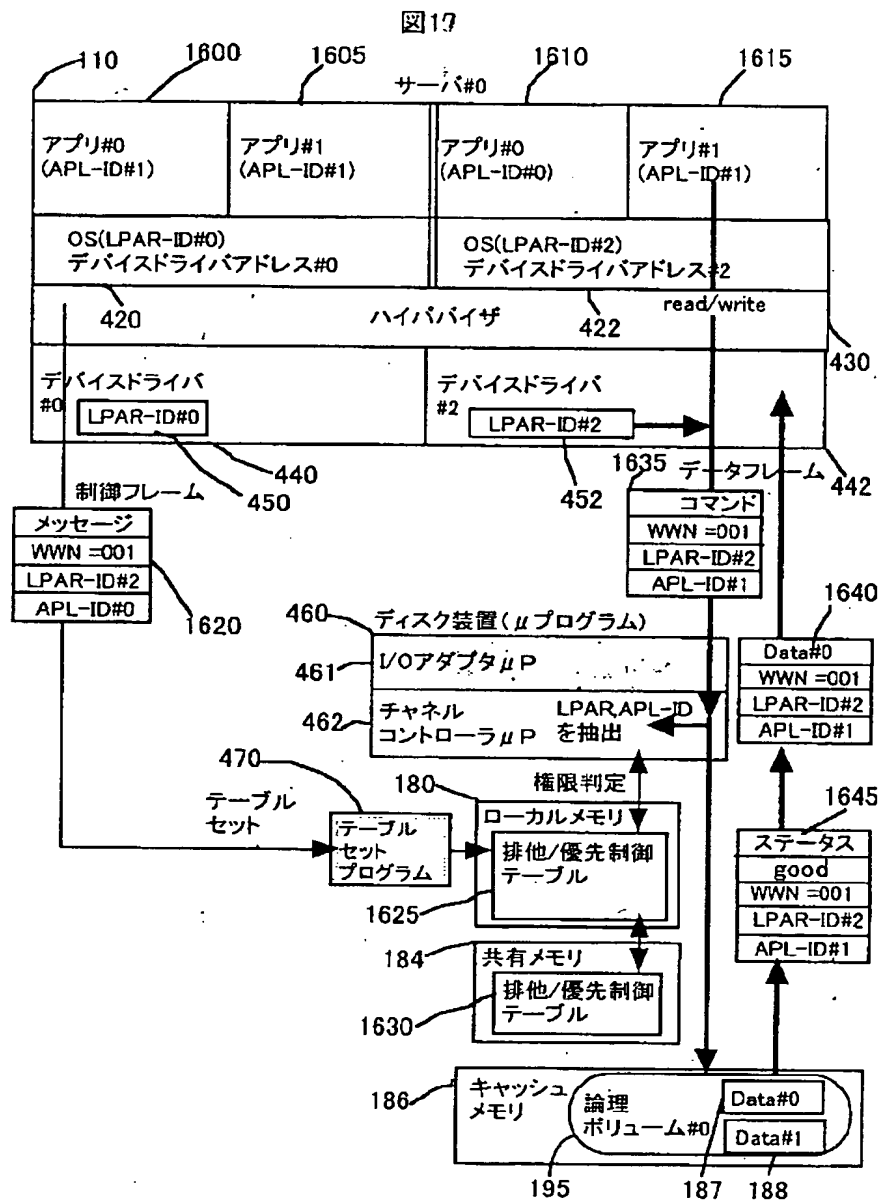 図17
110
1600
1605
サーバ#0
1610
1615
アプリ#0
(APL-ID#1)
アプリ#1
(APL-ID#1)
アプリ#0
(APL-ID#0)
アプリ#1
(APL-ID#1)
OS(LPAR-ID#0)
デバイスドライバアドレス#0
OS(LPAR-ID#2)
デバイスドライバアドレス#2
420
ハイパバイザ
422
read/write
430
デバイスドライバ
#0
LPAR-ID#0
デバイスドライバ
#2
LPAR-ID#2
440
450
452
442
制御フレーム
メッセージ
WWN =001
LPAR-ID#2
APL-ID#0
1620
1635
データフレーム
コマンド
WWN =001
LPAR-ID#2
APL-ID#1
460
ディスク装置(μプログラム)
461
I/OアダプタμP
462
チャネル
コントローラμP
LPAR,APL-ID
を抽出
1640
Data#0
WWN =001
LPAR-ID#2
APL-ID#1
470
テーブル
セット
テーブル
セット
プログラム
180
権限判定
ローカルメモリ
排他/優先制御
テーブル
1625
1645
ステータス
good
WWN =001
LPAR-ID#2
APL-ID#1
184
共有メモリ
排他/優先制御
テーブル
1630
186
キャッシュ
メモリ
論理
ボリューム#0
Data#0
Data#1
195
187
188